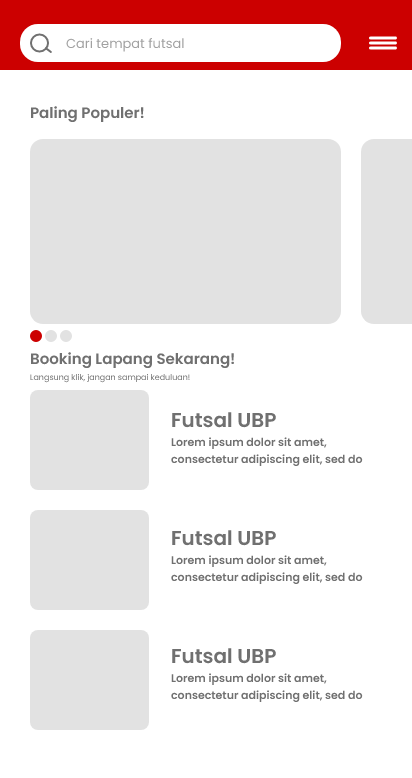 Cari tempat futsal
Paling Populer!
Booking Lapang Sekarang!
Langsung klik, jangan sampai keduluan!
Futsal UBP
Lorem ipsum dolor sit amet,
consectetur adipiscing elit, sed do
Futsal UBP
Lorem ipsum dolor sit amet,
consectetur adipiscing elit, sed do
Futsal UBP
Lorem ipsum dolor sit amet,
consectetur adipiscing elit, sed do